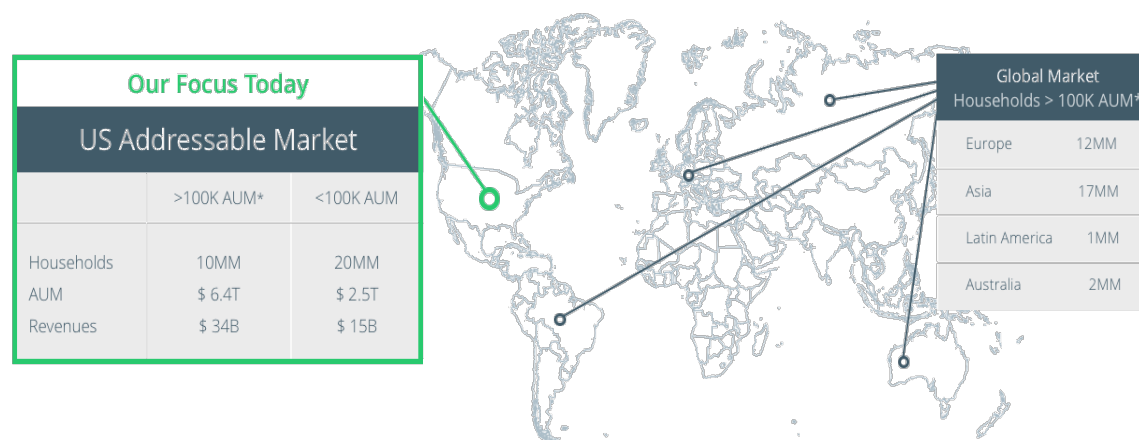 Our Focus Today
US Addressable Market
>100K AUM* <100K AUM
Households 10MM 20MM
AUM $ 6.4T $ 2.5T
Revenues $ 34B $ 15B
Global Market
Households > 100K AUM*
Europe 12MM
Asia 17MM
Latin America 1MM
Australia 2MM